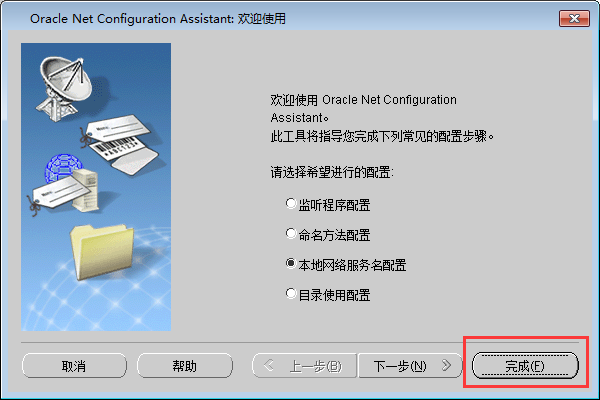 Oracle Net Configuration Assistant: 欢迎使用
欢迎使用 Oracle Net Configuration
Assistant。
此工具将指导您完成下列常见的配置步骤。
请选择希望进行的配置:
监听程序配置
命名方法配置
本地网络服务名配置
目录使用配置
取消 帮助 上一步(B) 下一步(N) 完成(F)